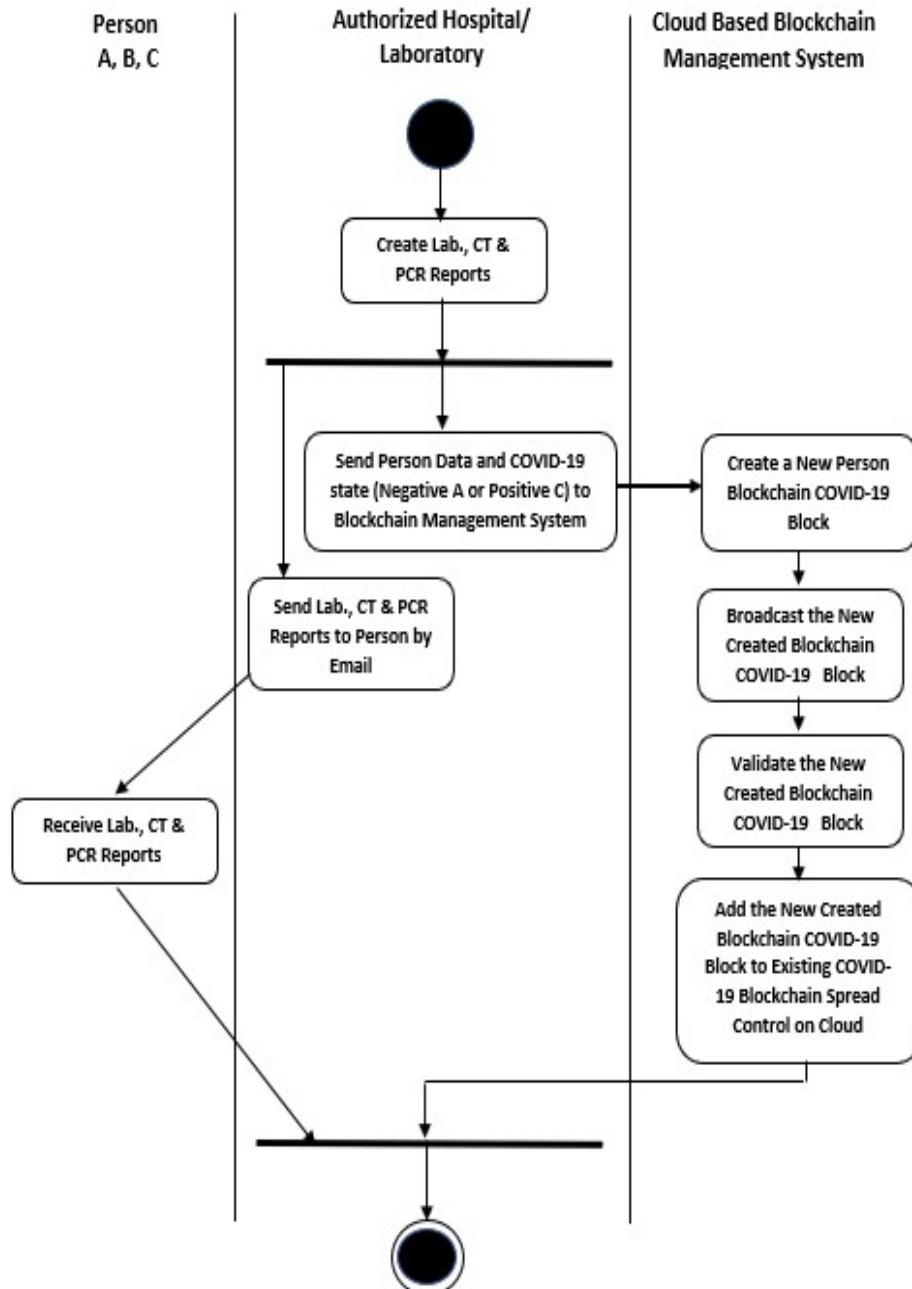 Person
A, B, C
Authorized Hospital/
Laboratory
Cloud Based Blockchain
Management System
Create Lab., CT &
PCR Reports
Send Person Data and COVID-19
state (Negative A or Positive C) to
Blockchain Management System
Create a New Person
Blockchain COVID-19
Block
Send Lab., CT & PCR
Reports to Person by
Email
Broadcast the New
Created Blockchain
COVID-19 Block
Validate the New
Created Blockchain
COVID-19 Block
Receive Lab., CT &
PCR Reports
Add the New Created
Blockchain COVID-19
Block to Existing COVID-
19 Blockchain Spread
Control on Cloud